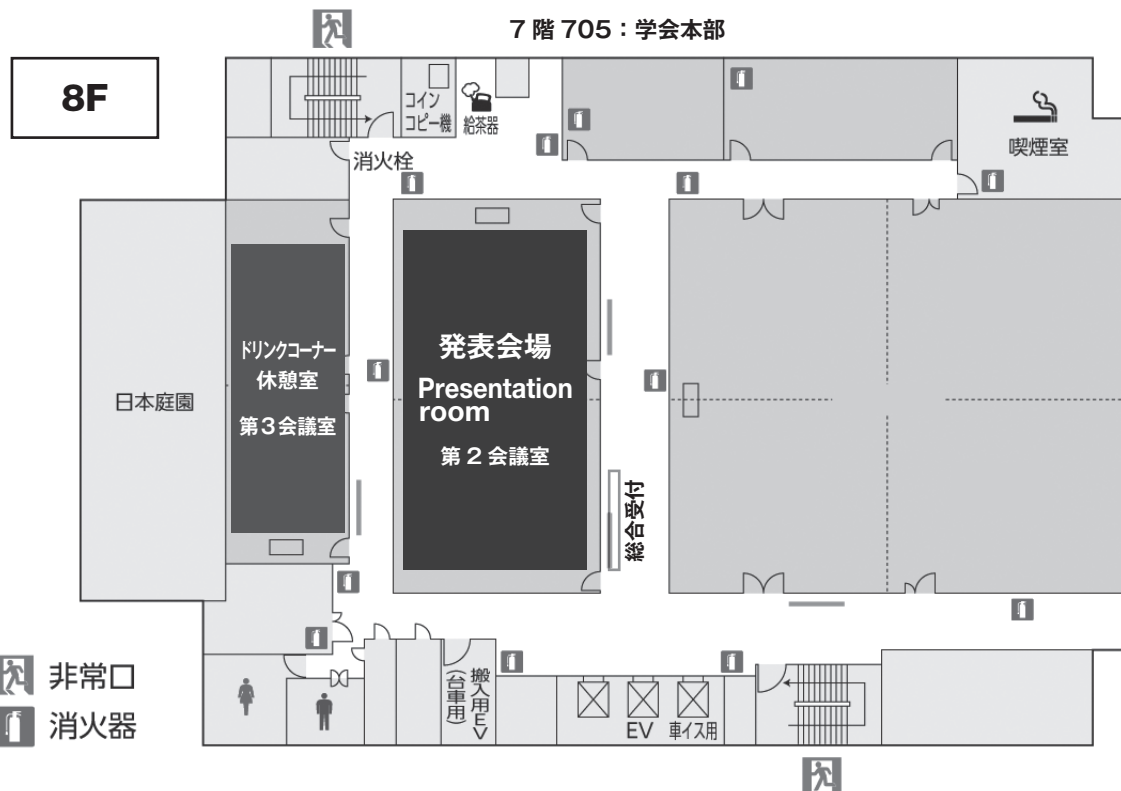 7 階 705：学会本部
8F
コイン
コピー機
給茶器
消火栓
喫煙室
日本庭園
ドリンクコーナー
休憩室
第3会議室
発表会場
Presentation
room
第 2 会議室
総合受付
搬入用EV
(台車用)
EV
車イス用
非常口
消火器